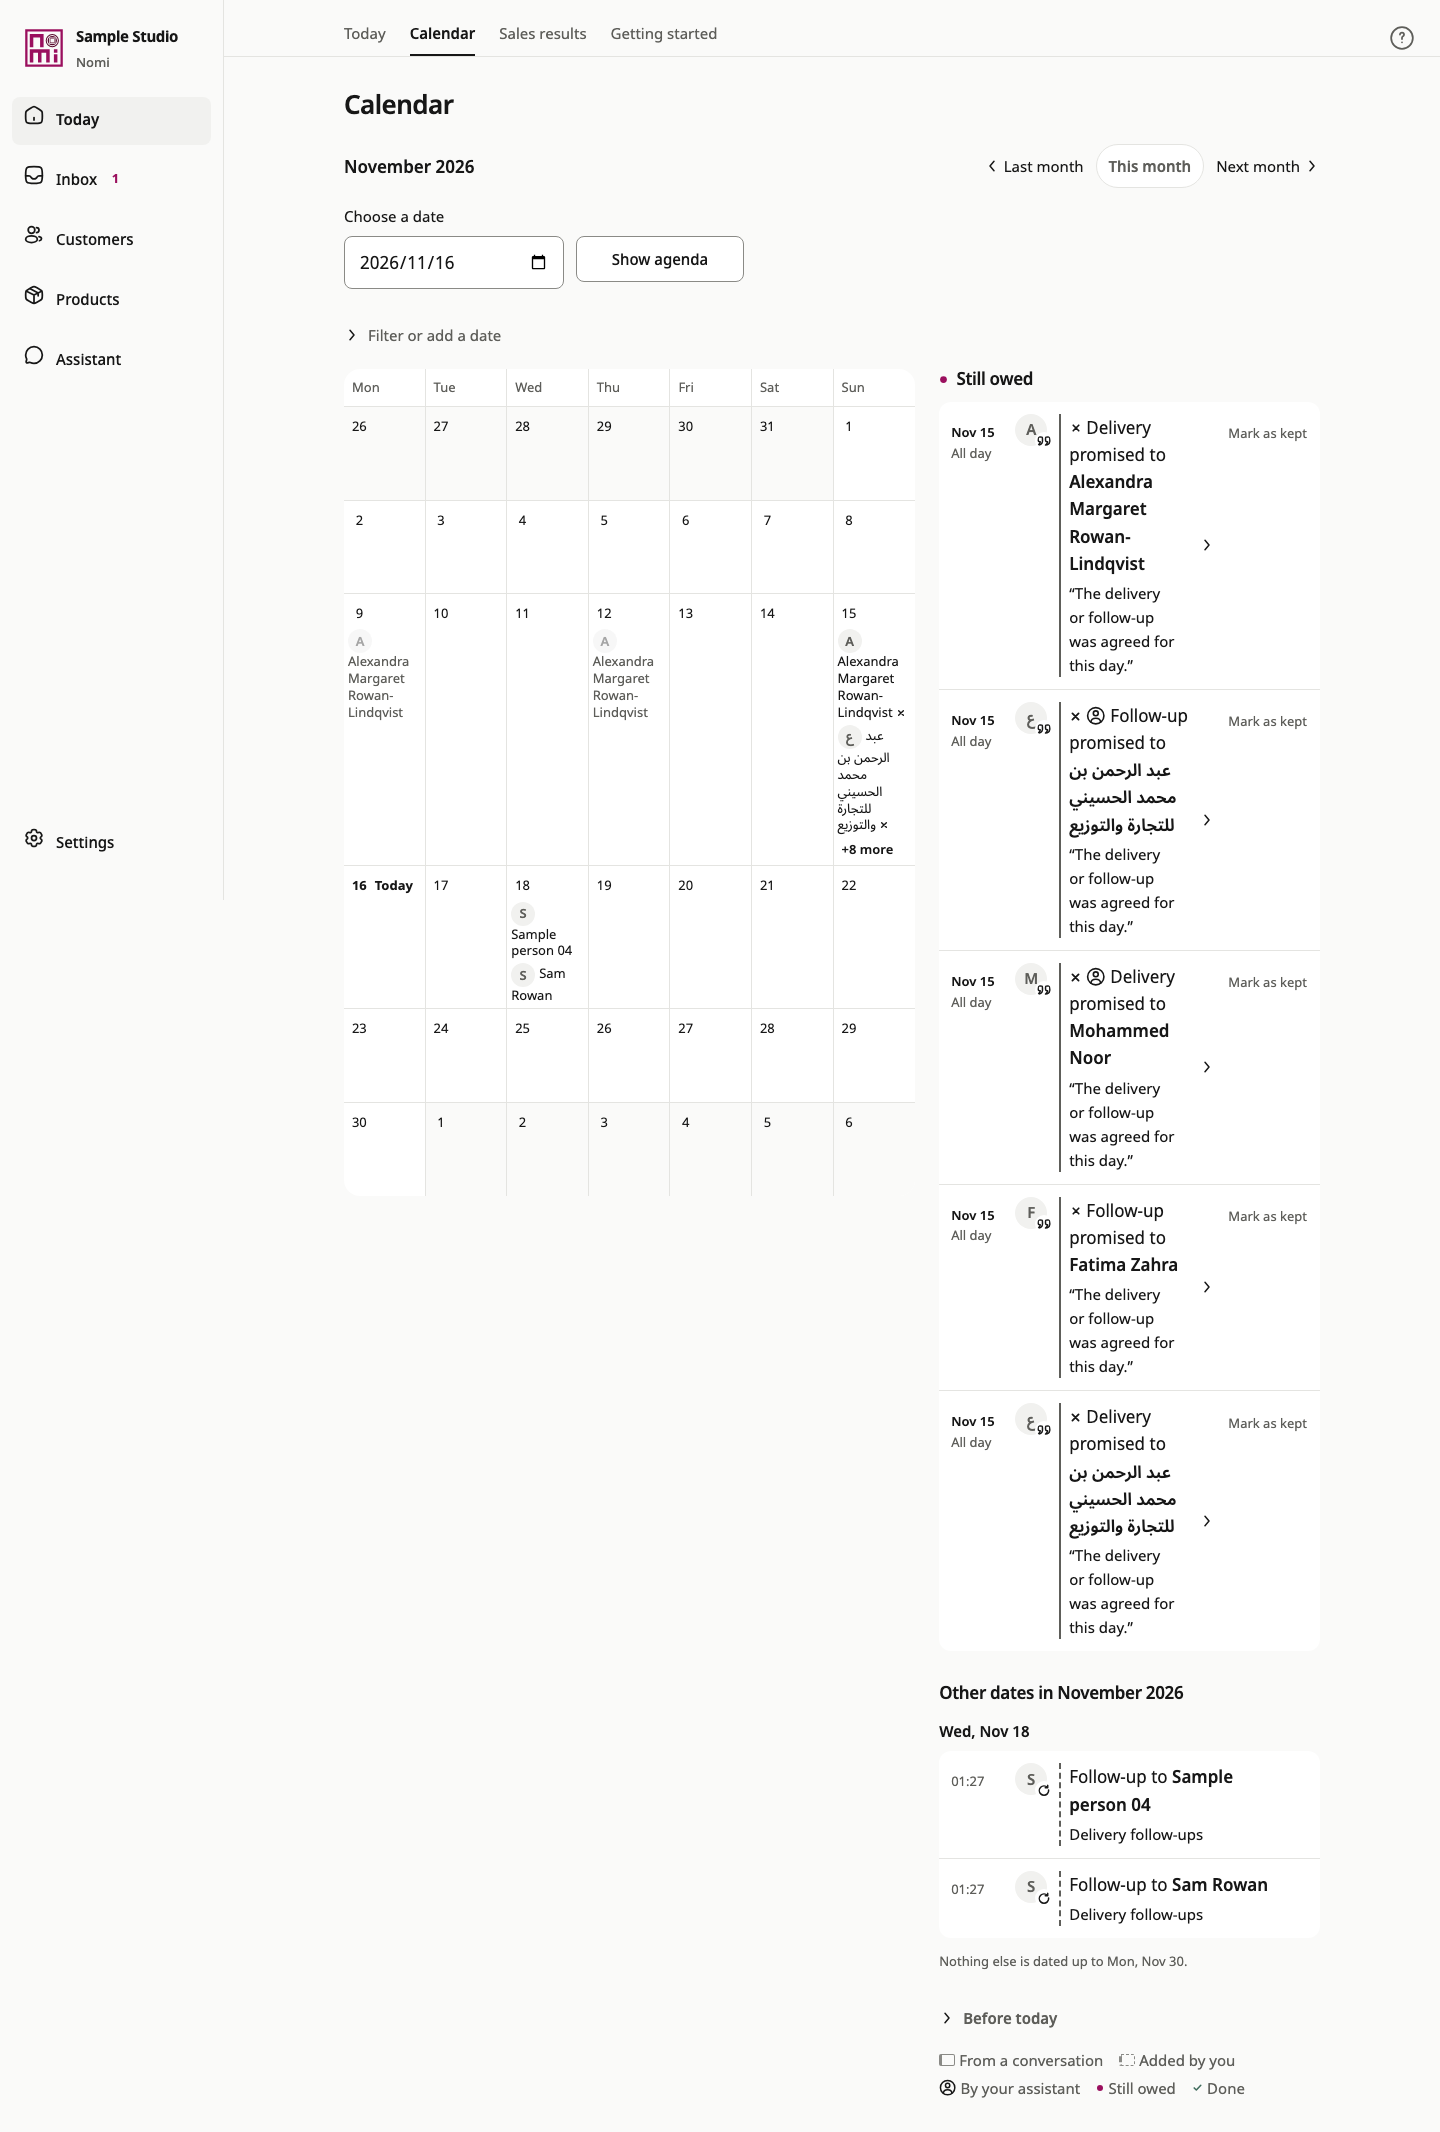 Sample Studio
Nomi
Today
Inbox 1
Customers
Products
Assistant
Settings
Today Calendar Sales results Getting started
Calendar
November 2026
Last month This month Next month
Choose a date
2026/11/16
Show agenda
Filter or add a date
Mon Tue Wed Thu Fri Sat Sun
26 27 28 29 30 31 1
2 3 4 5 6 7 8
9 10 11 12 13 14 15
A
Alexandra
Margaret
Rowan-
Lindqvist
A
Alexandra
Margaret
Rowan-
Lindqvist
A
Alexandra
Margaret
Rowan-
Lindqvist ×
ع عبد
الرحمن بن
محمد
الحسيني
للتجارة
والتوزيع ×
+8 more
16 Today 17 18 19 20 21 22
S
Sample
person 04
S Sam
Rowan
23 24 25 26 27 28 29
30 1 2 3 4 5 6
Still owed
Nov 15
All day
A
× Delivery
promised to
Alexandra
Margaret
Rowan-
Lindqvist
“The delivery
or follow-up
was agreed for
this day.”
Mark as kept
Nov 15
All day
ع
× Follow-up
promised to
عبد الرحمن بن
محمد الحسيني
للتجارة والتوزيع
“The delivery
or follow-up
was agreed for
this day.”
Mark as kept
Nov 15
All day
M
× Delivery
promised to
Mohammed
Noor
“The delivery
or follow-up
was agreed for
this day.”
Mark as kept
Nov 15
All day
F
× Follow-up
promised to
Fatima Zahra
“The delivery
or follow-up
was agreed for
this day.”
Mark as kept
Nov 15
All day
ع
× Delivery
promised to
عبد الرحمن بن
محمد الحسيني
للتجارة والتوزيع
“The delivery
or follow-up
was agreed for
this day.”
Mark as kept
Other dates in November 2026
Wed, Nov 18
01:27
S
Follow-up to Sample
person 04
Delivery follow-ups
01:27
S
Follow-up to Sam Rowan
Delivery follow-ups
Nothing else is dated up to Mon, Nov 30.
Before today
From a conversation Added by you
By your assistant Still owed Done